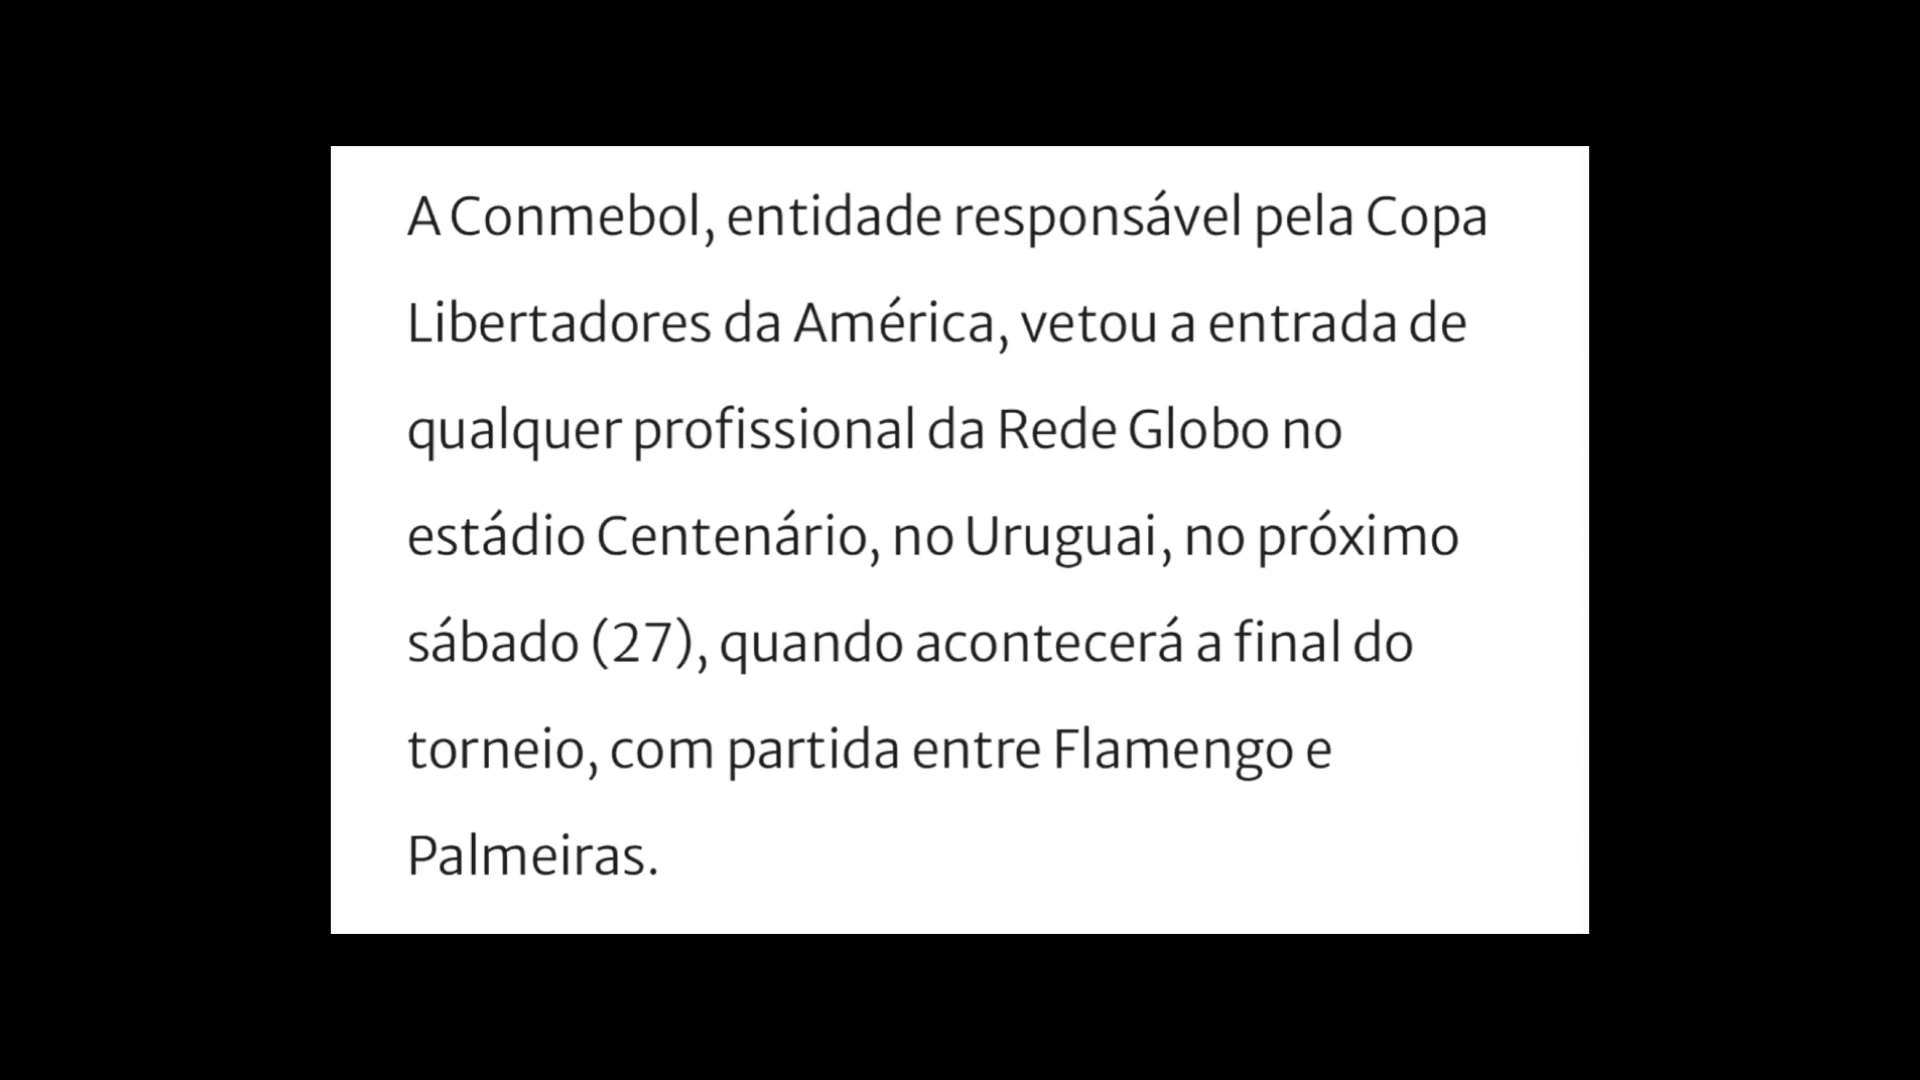 A Conmebol, entidade responsável pela Copa
Libertadores da América, vetou a entrada de
qualquer profissional da Rede Globo no
estádio Centenário, no Uruguai, no próximo
sábado (27), quando acontecerá a final do
torneio, com partida entre Flamengo e
Palmeiras.